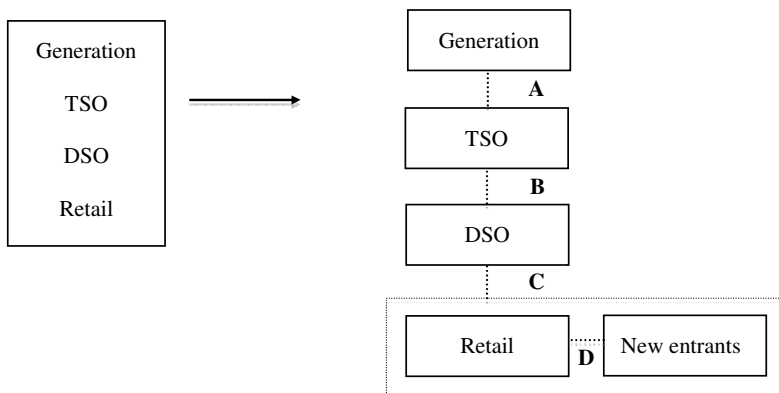 Generation
TSO
DSO
Retail
Generation
A
TSO
B
DSO
C
Retail
D
New entrants